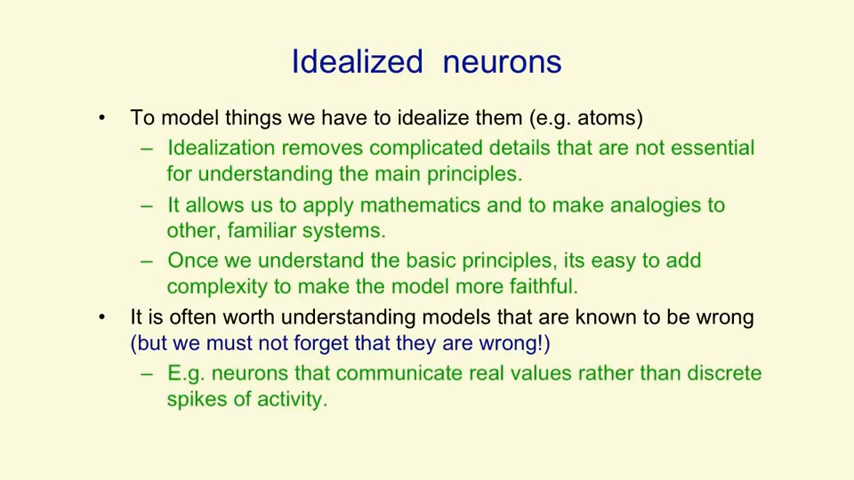 Idealized neurons
• To model things we have to idealize them (e.g. atoms)
– Idealization removes complicated details that are not essential
for understanding the main principles.
– It allows us to apply mathematics and to make analogies to
other, familiar systems.
– Once we understand the basic principles, its easy to add
complexity to make the model more faithful.
• It is often worth understanding models that are known to be wrong
(but we must not forget that they are wrong!)
– E.g. neurons that communicate real values rather than discrete
spikes of activity.